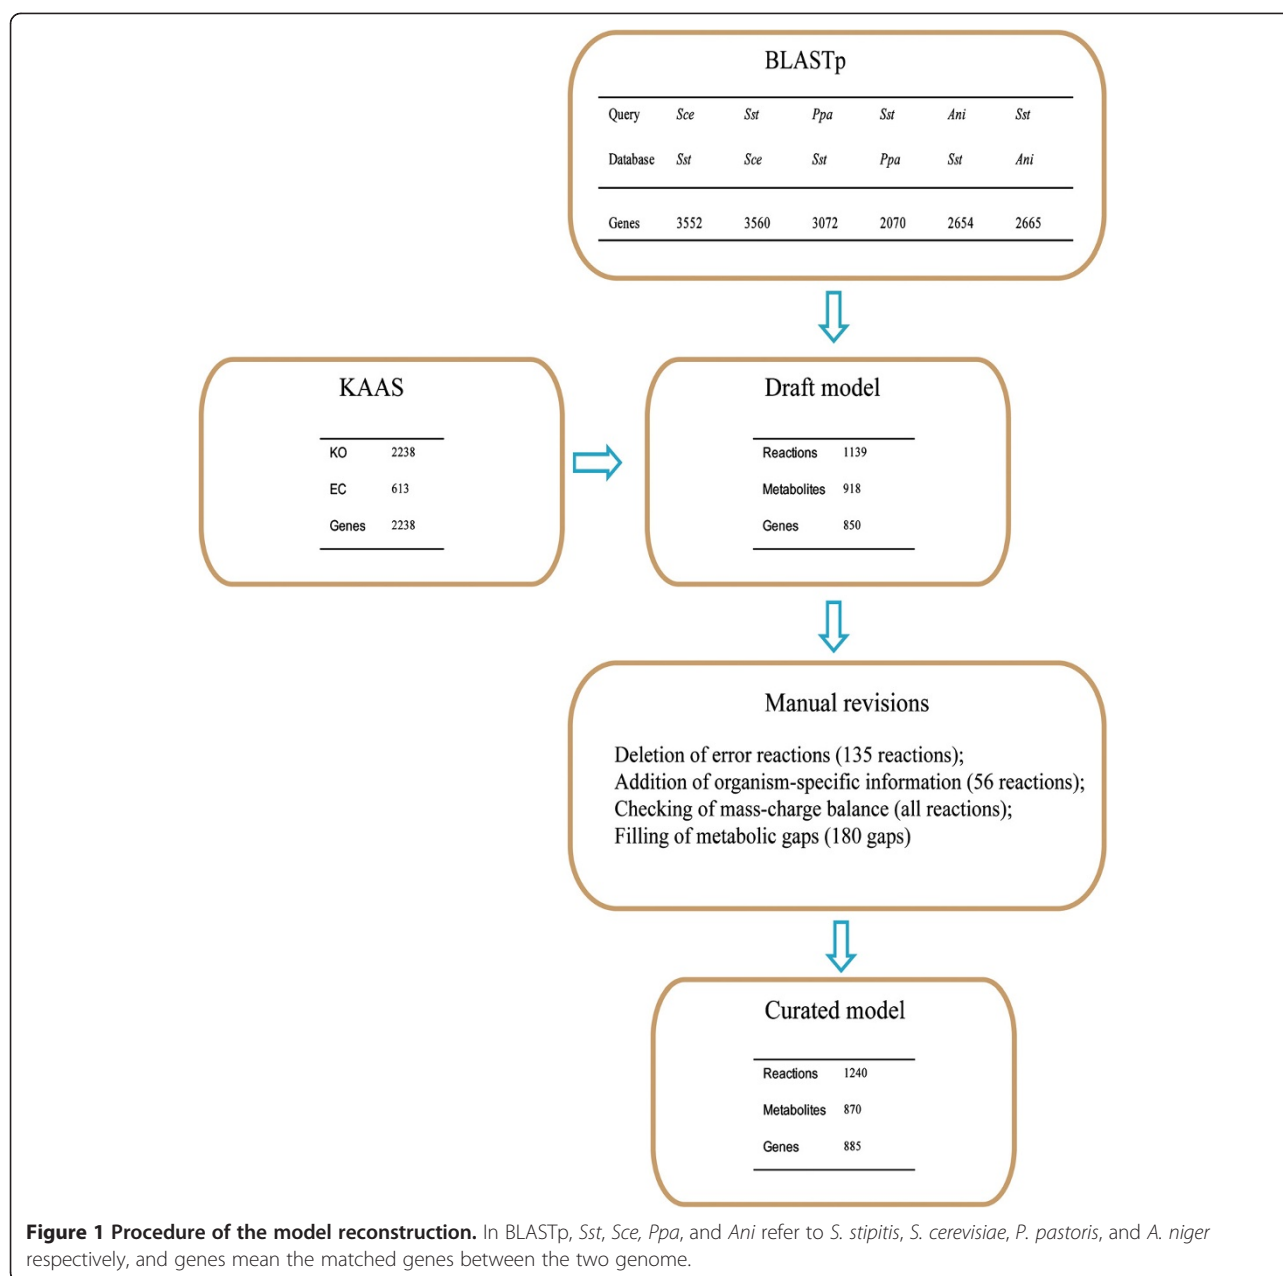 BLASTp
Query Sce Sst Ppa Sst Ani Sst
Database Sst Sce Sst Ppa Sst Ani
Genes 3552 3560 3072 2070 2654 2665
KAAS
KO 2238
EC 613
Genes 2238
Draft model
Reactions 1139
Metabolites 918
Genes 850
Manual revisions
Deletion of error reactions (135 reactions);
Addition of organism-specific information (56 reactions);
Checking of mass-charge balance (all reactions);
Filling of metabolic gaps (180 gaps)
Curated model
Reactions 1240
Metabolites 870
Genes 885
Figure 1 Procedure of the model reconstruction. In BLASTp, Sst, Sce, Ppa, and Ani refer to S. stipitis, S. cerevisiae, P. pastoris, and A. niger
respectively, and genes mean the matched genes between the two genome.